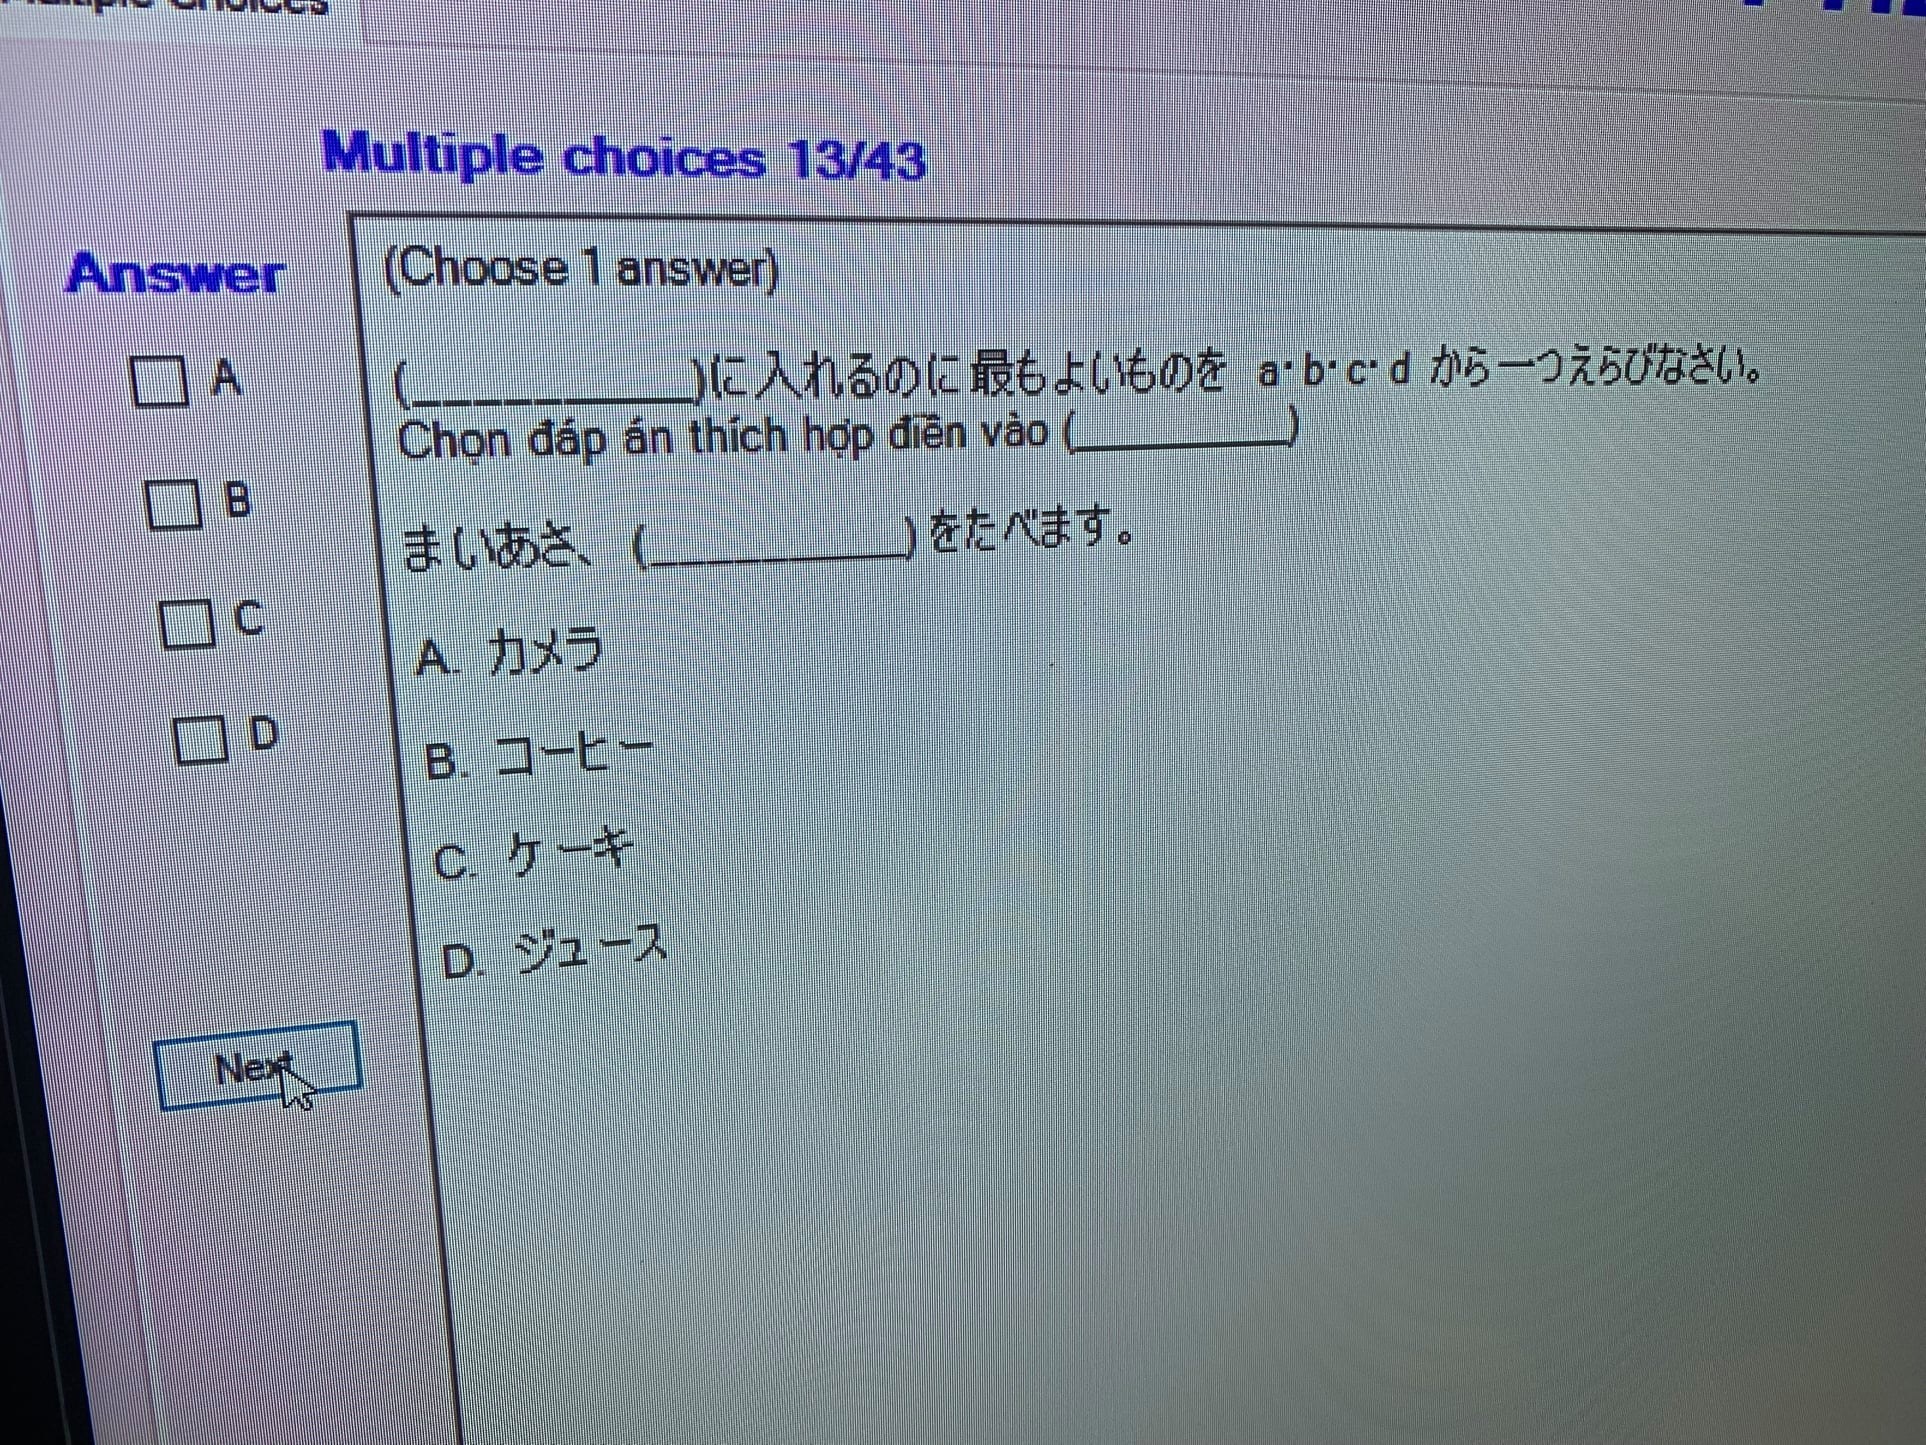 Multiple choices 13/43
Answer
(Choose 1 answer)
(__________)に入れるのに最もよいものを a・b・c・d から一つえらびなさい。
Chọn đáp án thích hợp điền vào (________)
まいあさ、(__________)をたべます。
A
B
C
D
A. カメラ
B. コーヒー
C. ケーキ
D. ジュース
Next